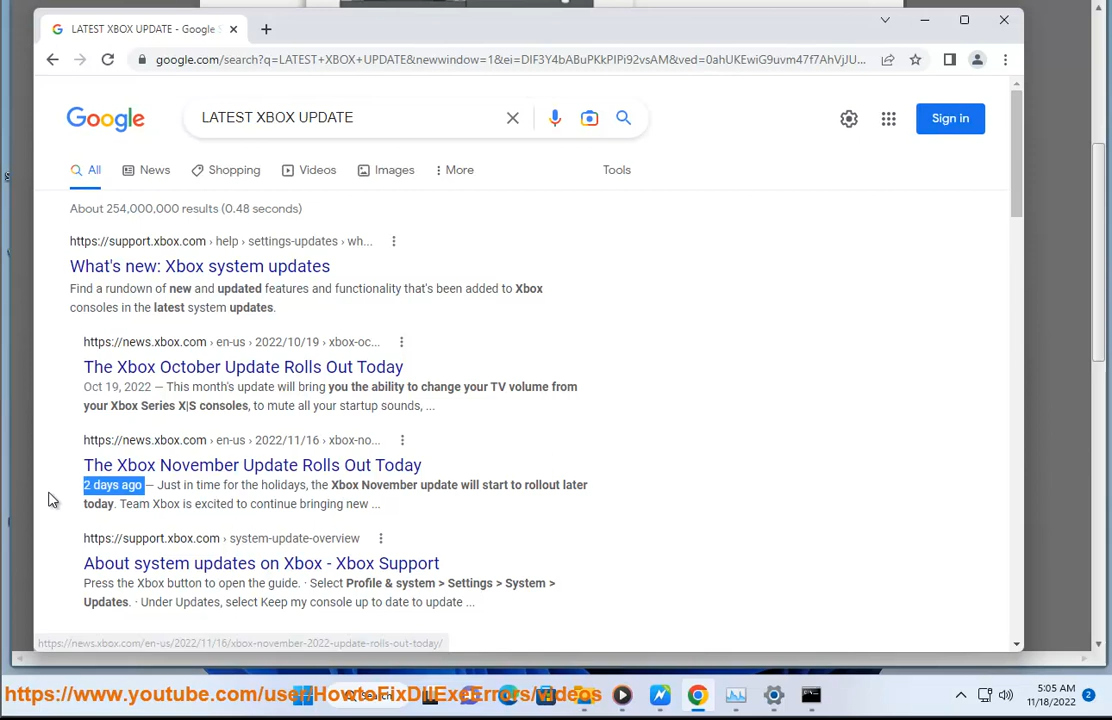 LATEST XBOX UPDATE - Google S
google.com/search?q=LATEST+XBOX+UPDATE&newwindow=1&ei=DIF3Y4bABuPKkPIPi92vsAM&ved=0ahUKEwiG9uvm47f7AhVjJU...
Google
LATEST XBOX UPDATE
Sign in
All
News
Shopping
Videos
Images
More
Tools
About 254,000,000 results (0.48 seconds)
https://support.xbox.com › help › settings-updates › wh...
What's new: Xbox system updates
Find a rundown of new and updated features and functionality that's been added to Xbox
consoles in the latest system updates.
https://news.xbox.com › en-us › 2022/10/19 › xbox-oc...
The Xbox October Update Rolls Out Today
Oct 19, 2022 — This month's update will bring you the ability to change your TV volume from
your Xbox Series X|S consoles, to mute all your startup sounds, ...
https://news.xbox.com › en-us › 2022/11/16 › xbox-no...
The Xbox November Update Rolls Out Today
2 days ago — Just in time for the holidays, the Xbox November update will start to rollout later
today. Team Xbox is excited to continue bringing new ...
https://support.xbox.com › system-update-overview
About system updates on Xbox - Xbox Support
Press the Xbox button to open the guide. · Select Profile & system > Settings > System >
Updates. · Under Updates, select Keep my console up to date to update ...
https://news.xbox.com/en-us/2022/11/16/xbox-november-2022-update-rolls-out-today/
https://www.youtube.com/user/HowtoFixDllExeErrors/videos
Search
5:05 AM
11/18/2022
2